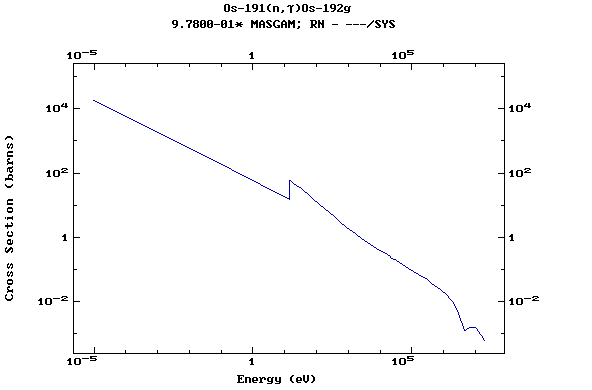 Os-191(n,γ)Os-192g
9.7800-01* MASGAM; RN - ---/SYS
10⁻⁵ 1 10⁵
10⁴ 10⁴
10² 10²
1 1
10⁻² 10⁻²
10⁻⁵ 1 10⁵
Cross Section (barns)
Energy (eV)